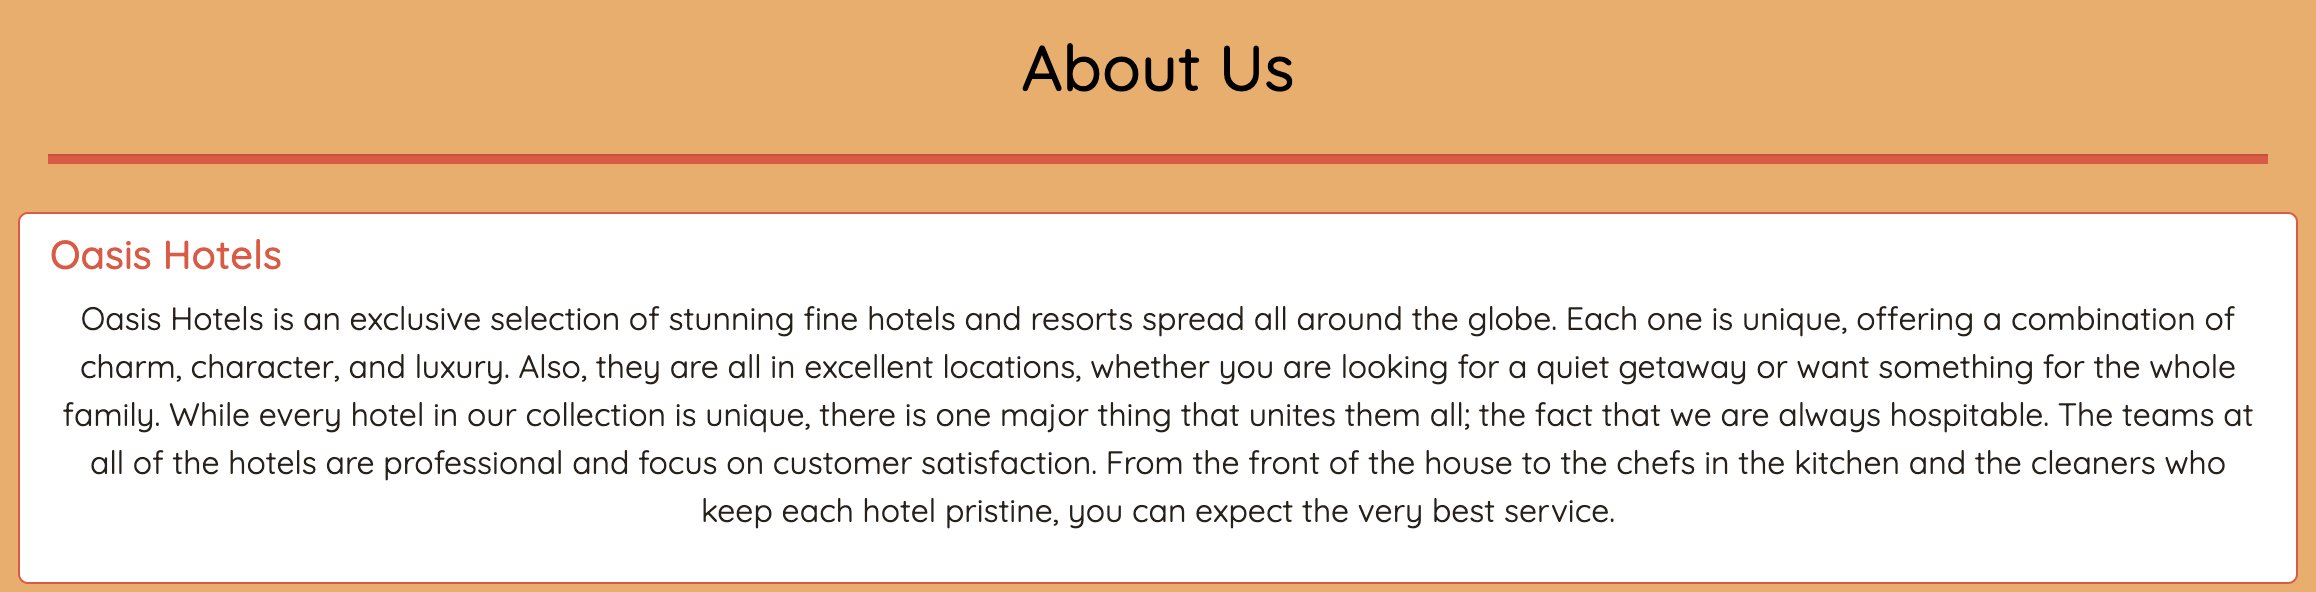 About Us
Oasis Hotels
Oasis Hotels is an exclusive selection of stunning fine hotels and resorts spread all around the globe. Each one is unique, offering a combination of
charm, character, and luxury. Also, they are all in excellent locations, whether you are looking for a quiet getaway or want something for the whole
family. While every hotel in our collection is unique, there is one major thing that unites them all; the fact that we are always hospitable. The teams at
all of the hotels are professional and focus on customer satisfaction. From the front of the house to the chefs in the kitchen and the cleaners who
keep each hotel pristine, you can expect the very best service.